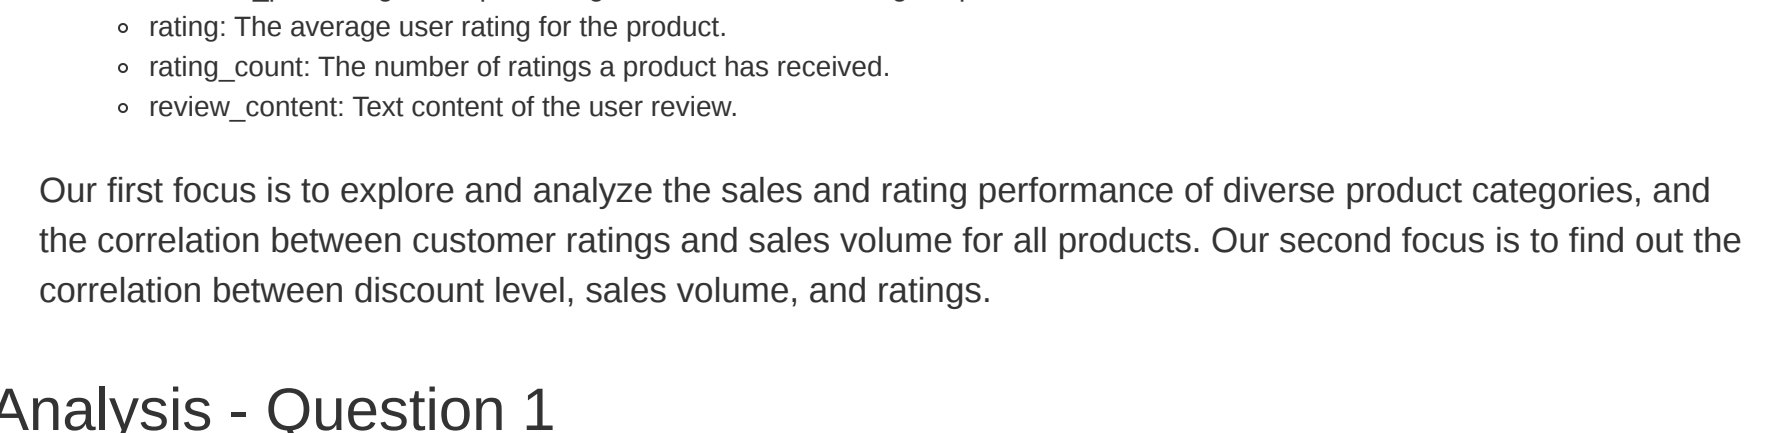 rating: The average user rating for the product.
rating_count: The number of ratings a product has received.
review_content: Text content of the user review.
Our first focus is to explore and analyze the sales and rating performance of diverse product categories, and
the correlation between customer ratings and sales volume for all products. Our second focus is to find out the
correlation between discount level, sales volume, and ratings.
Analysis - Question 1